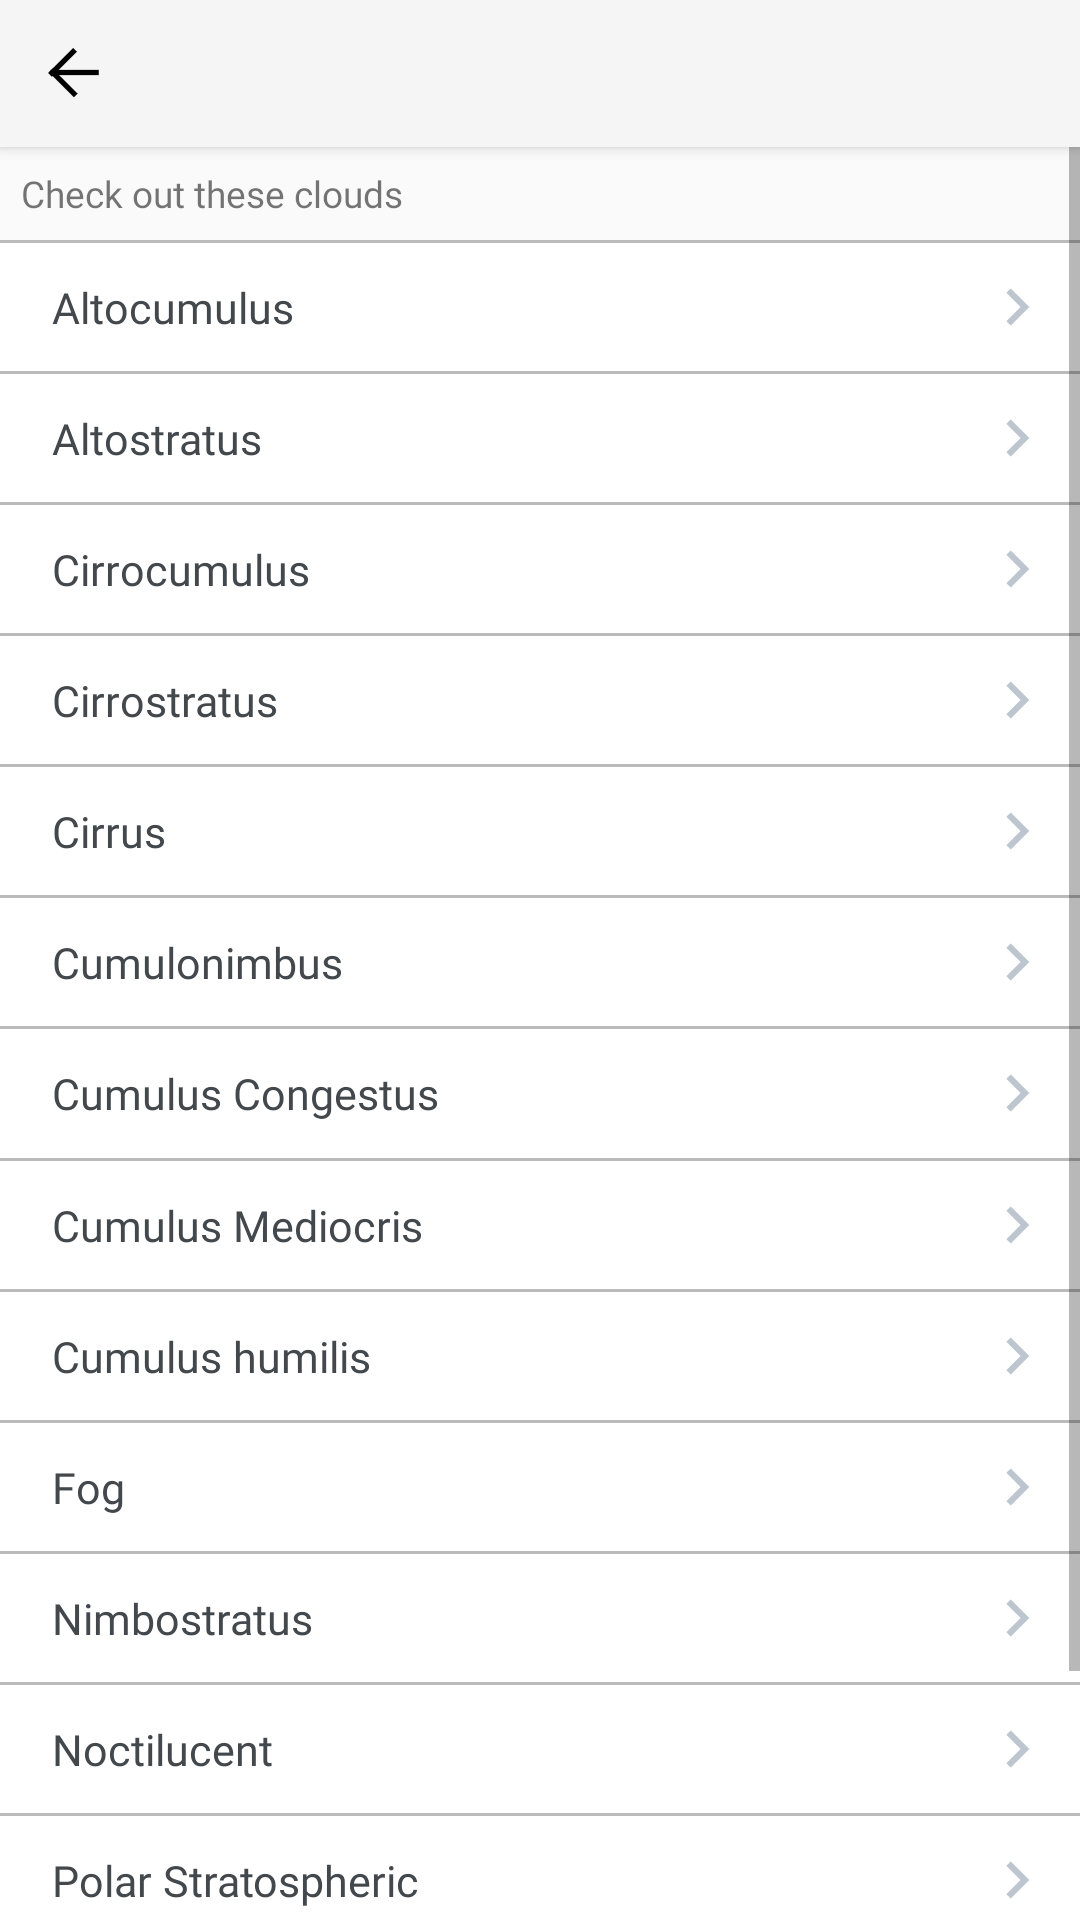 Check out these clouds
Altocumulus
Altostratus
Cirrocumulus
Cirrostratus
Cirrus
Cumulonimbus
Cumulus Congestus
Cumulus Mediocris
Cumulus humilis
Fog
Nimbostratus
Noctilucent
Polar Stratospheric